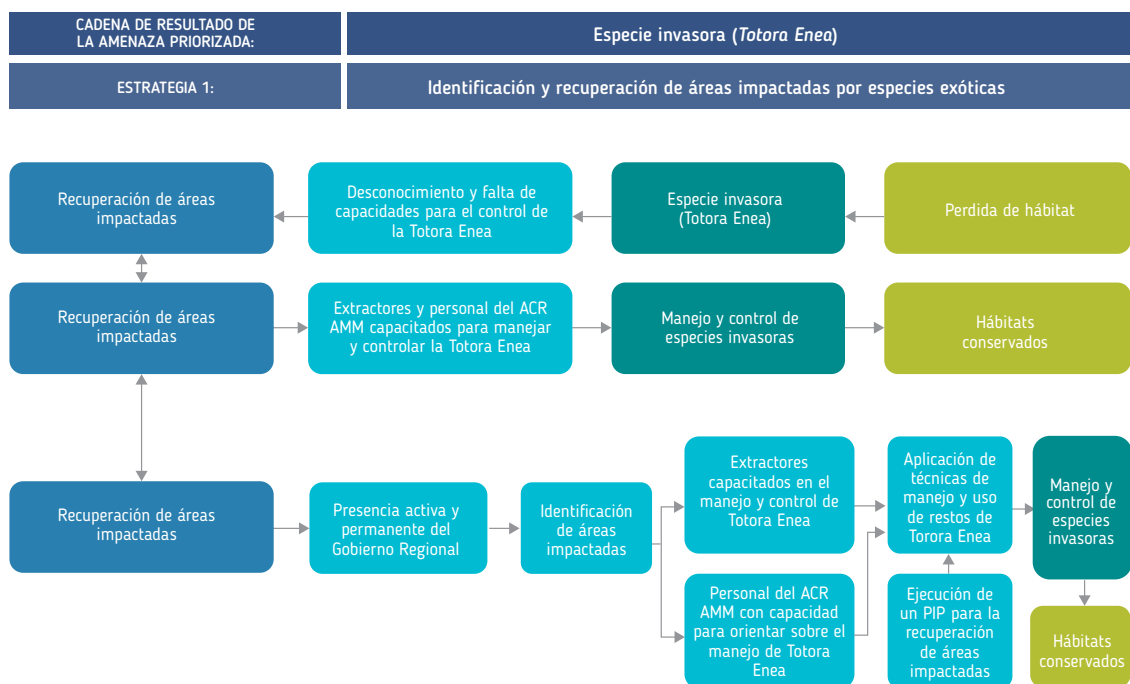 CADENA DE RESULTADO DE
LA AMENAZA PRIORIZADA:
Especie invasora (Totora Enea)
ESTRATEGIA 1:
Identificación y recuperación de áreas impactadas por especies exóticas
Recuperación de áreas
impactadas
Desconocimiento y falta de
capacidades para el control de
la Totora Enea
Especie invasora
(Totora Enea)
Perdida de hábitat
Recuperación de áreas
impactadas
Extractores y personal del ACR
AMM capacitados para manejar
y controlar la Totora Enea
Manejo y control de
especies invasoras
Hábitats
conservados
Recuperación de áreas
impactadas
Presencia activa y
permanente del
Gobierno Regional
Identificación
de áreas
impactadas
Extractores
capacitados en el
manejo y control de
Totora Enea
Personal del ACR
AMM con capacidad
para orientar sobre el
manejo de Totora
Enea
Aplicación de
técnicas de
manejo y uso
de restos de
Torora Enea
Ejecución de
un PIP para la
recuperación
de áreas
impactadas
Manejo y
control de
especies
invasoras
Hábitats
conservados